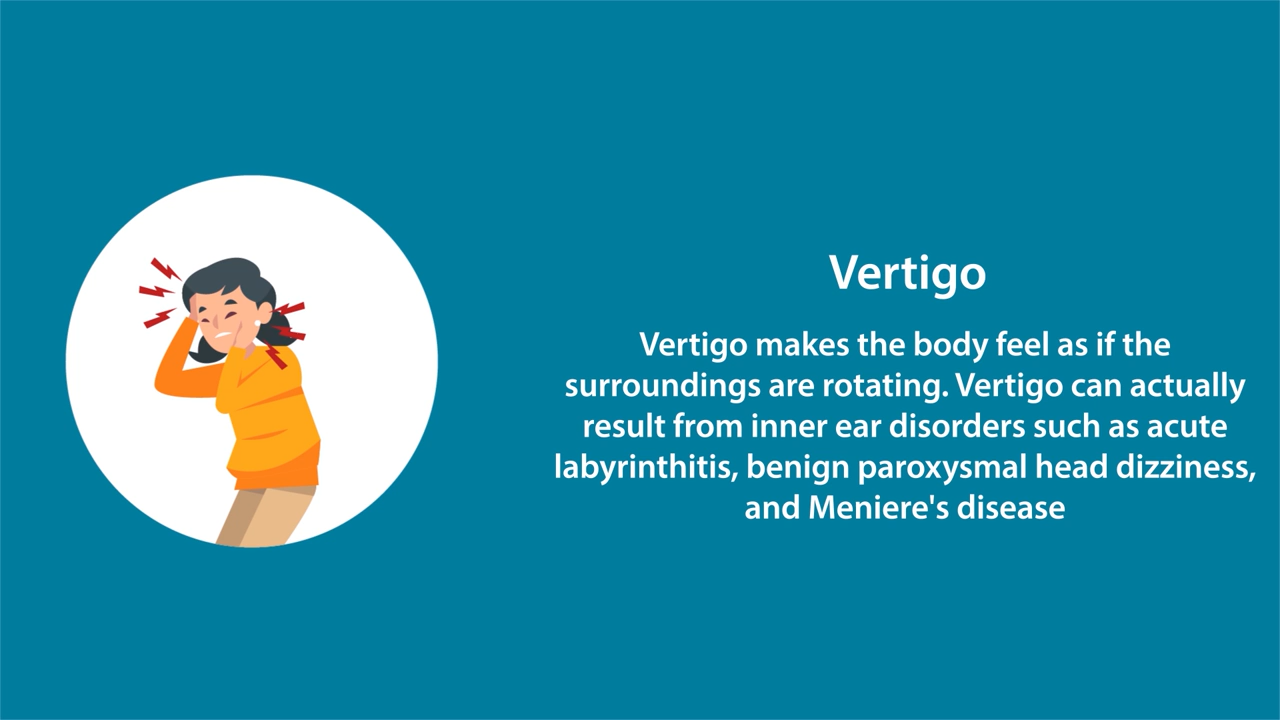 Vertigo
Vertigo makes the body feel as if the
surroundings are rotating. Vertigo can actually
result from inner ear disorders such as acute
labyrinthitis, benign paroxysmal head dizziness,
and Meniere's disease